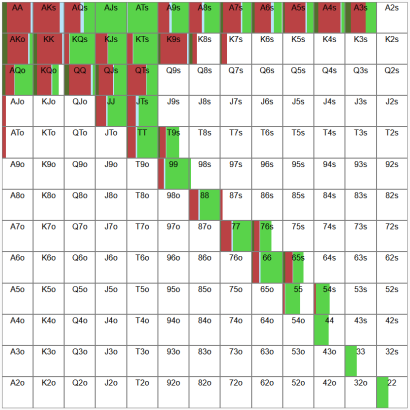 AA AKs AQs AJs ATs A9s A8s A7s A6s A5s A4s A3s A2s
AKo KK KQs KJs KTs K9s K8s K7s K6s K5s K4s K3s K2s
AQo KQo QQ QJs QTs Q9s Q8s Q7s Q6s Q5s Q4s Q3s Q2s
AJo KJo QJo JJ JTs J9s J8s J7s J6s J5s J4s J3s J2s
ATo KTo QTo JTo TT T9s T8s T7s T6s T5s T4s T3s T2s
A9o K9o Q9o J9o T9o 99 98s 97s 96s 95s 94s 93s 92s
A8o K8o Q8o J8o T8o 98o 88 87s 86s 85s 84s 83s 82s
A7o K7o Q7o J7o T7o 97o 87o 77 76s 75s 74s 73s 72s
A6o K6o Q6o J6o T6o 96o 86o 76o 66 65s 64s 63s 62s
A5o K5o Q5o J5o T5o 95o 85o 75o 65o 55 54s 53s 52s
A4o K4o Q4o J4o T4o 94o 84o 74o 64o 54o 44 43s 42s
A3o K3o Q3o J3o T3o 93o 83o 73o 63o 53o 43o 33 32s
A2o K2o Q2o J2o T2o 92o 82o 72o 62o 52o 42o 32o 22